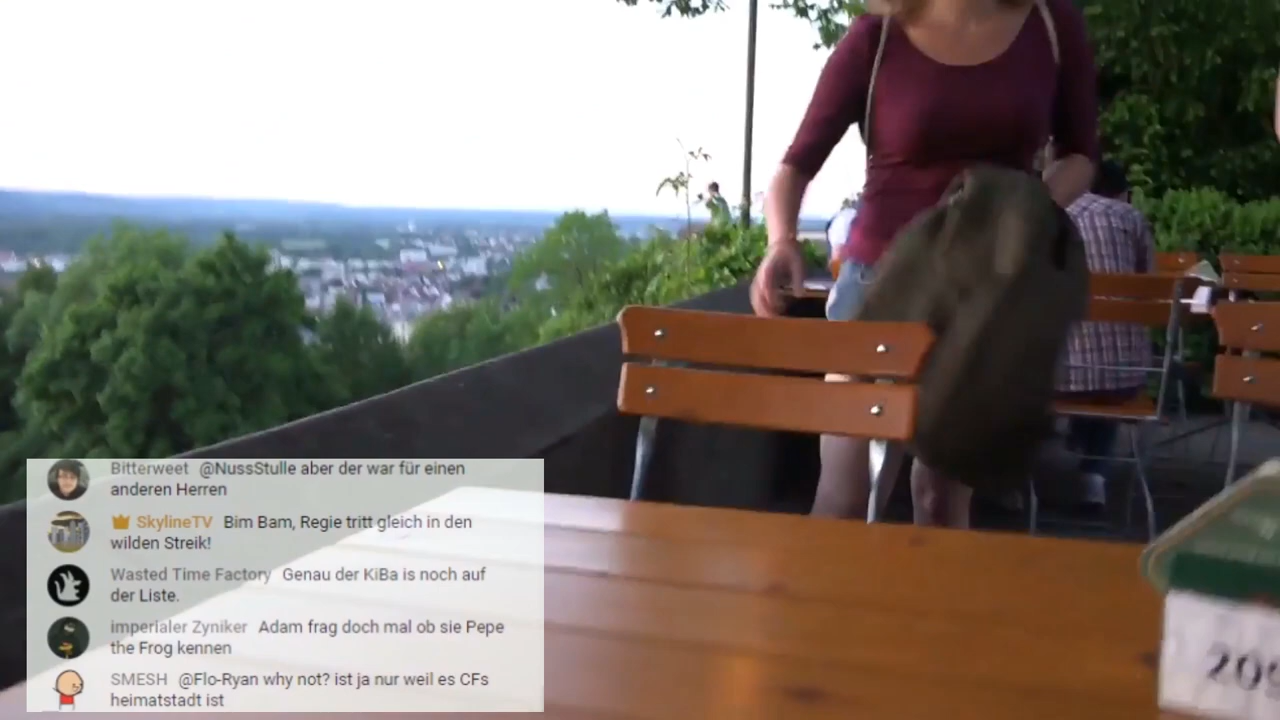 Bitterweet @NussStulle aber der war für einen
anderen Herren
SkylineTV Bim Bam, Regie tritt gleich in den
wilden Streik!
Wasted Time Factory Genau der KiBa is noch auf
der Liste.
imperialer Zyniker Adam frag doch mal ob sie Pepe
the Frog kennen
SMESH @Flo-Ryan why not? ist ja nur weil es CFs
heimatstadt ist
209